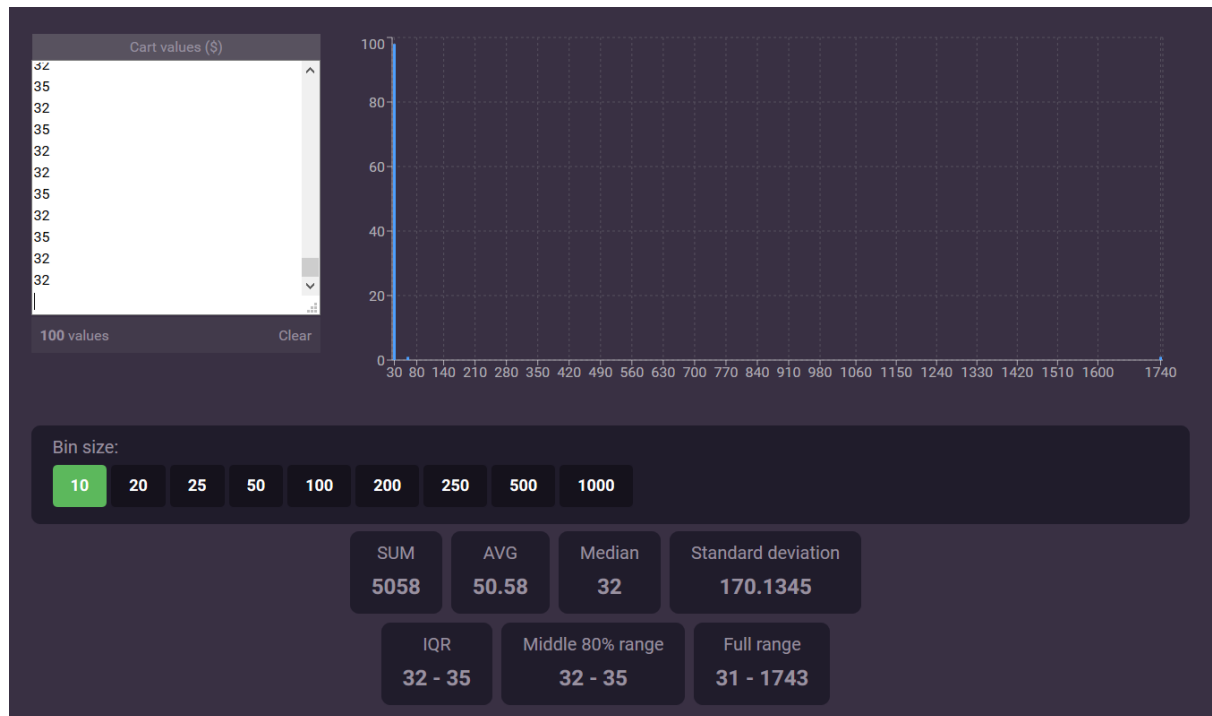 Cart values ($)
32
35
32
35
32
32
35
32
35
32
32
100 values Clear
100
80
60
40
20
0
30 80 140 210 280 350 420 490 560 630 700 770 840 910 980 1060 1150 1240 1330 1420 1510 1600 1740
Bin size:
10 20 25 50 100 200 250 500 1000
SUM AVG Median Standard deviation
5058 50.58 32 170.1345
IQR Middle 80% range Full range
32 - 35 32 - 35 31 - 1743